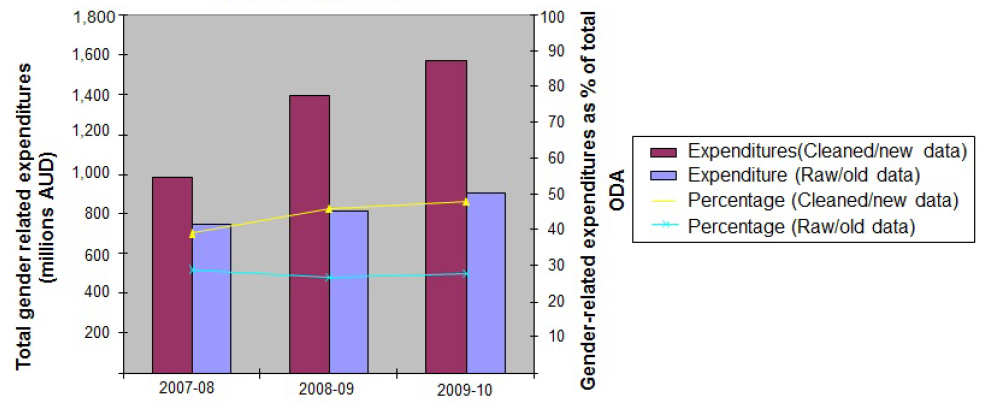 Total gender related expenditures
(millions AUD)
1,800
1,600
1,400
1,200
1,000
800
600
400
200
2007-08
2008-09
2009-10
100
90
80
70
60
50
40
30
20
10
Gender-related expenditures as % of total
ODA
Expenditures(Cleaned/new data)
Expenditure (Raw/old data)
Percentage (Cleaned/new data)
Percentage (Raw/old data)